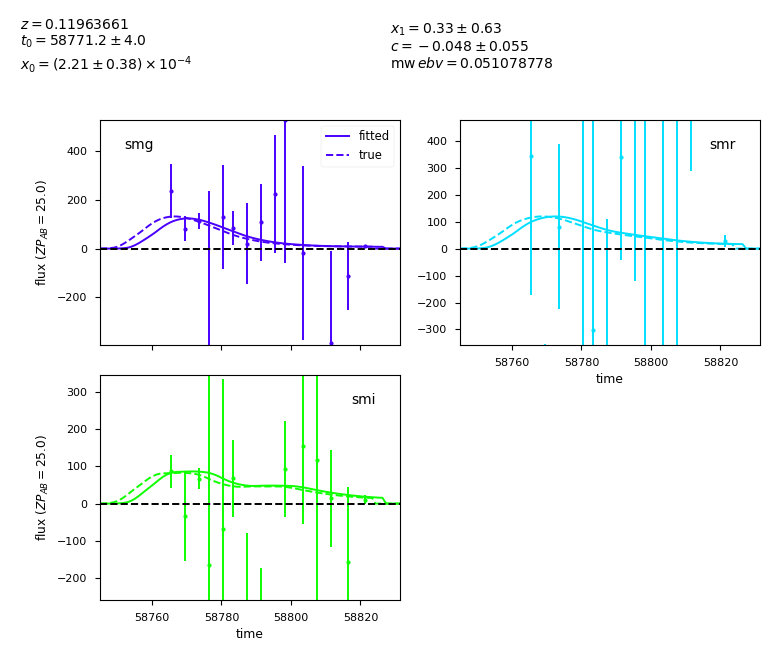 z = 0.11963661
t₀ = 58771.2 ± 4.0
x₀ = (2.21 ± 0.38) × 10⁻⁴
x₁ = 0.33 ± 0.63
c = −0.048 ± 0.055
mw ebv = 0.051078778
smg
fitted
true
400
200
0
−200
flux (ZP_AB = 25.0)
smr
400
300
200
100
0
−100
−200
−300
58760 58780 58800 58820
time
smi
300
200
100
0
−100
−200
flux (ZP_AB = 25.0)
58760 58780 58800 58820
time